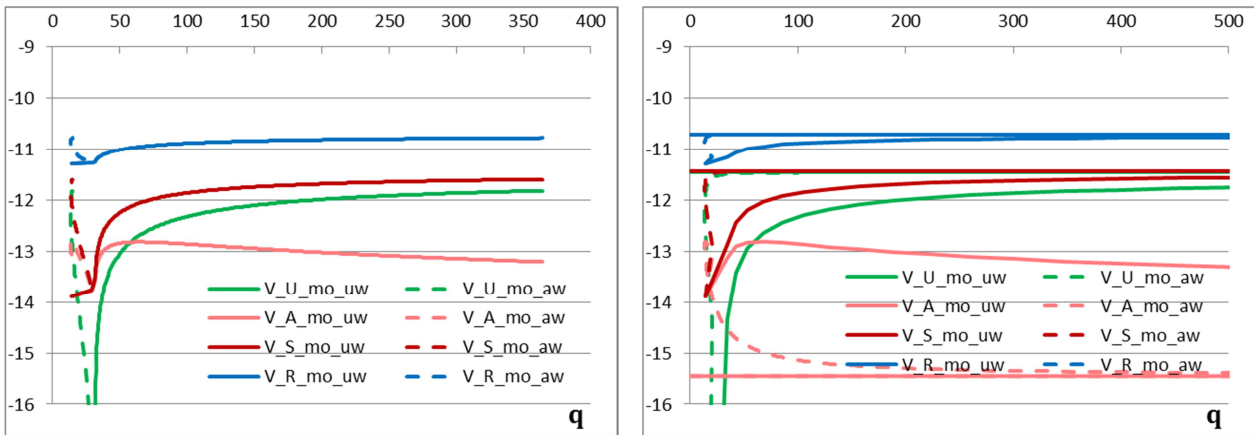 0 50 100 150 200 250 300 350 400
-9
-10
-11
-12
-13
-14
-15
-16
V_U_mo_uw V_U_mo_aw
V_A_mo_uw V_A_mo_aw
V_S_mo_uw V_S_mo_aw
V_R_mo_uw V_R_mo_aw
q
0 100 200 300 400 500
-9
-10
-11
-12
-13
-14
-15
-16
V_U_mo_uw V_U_mo_aw
V_A_mo_uw V_A_mo_aw
V_S_mo_uw V_S_mo_aw
V_R_mo_uw V_R_mo_aw
q